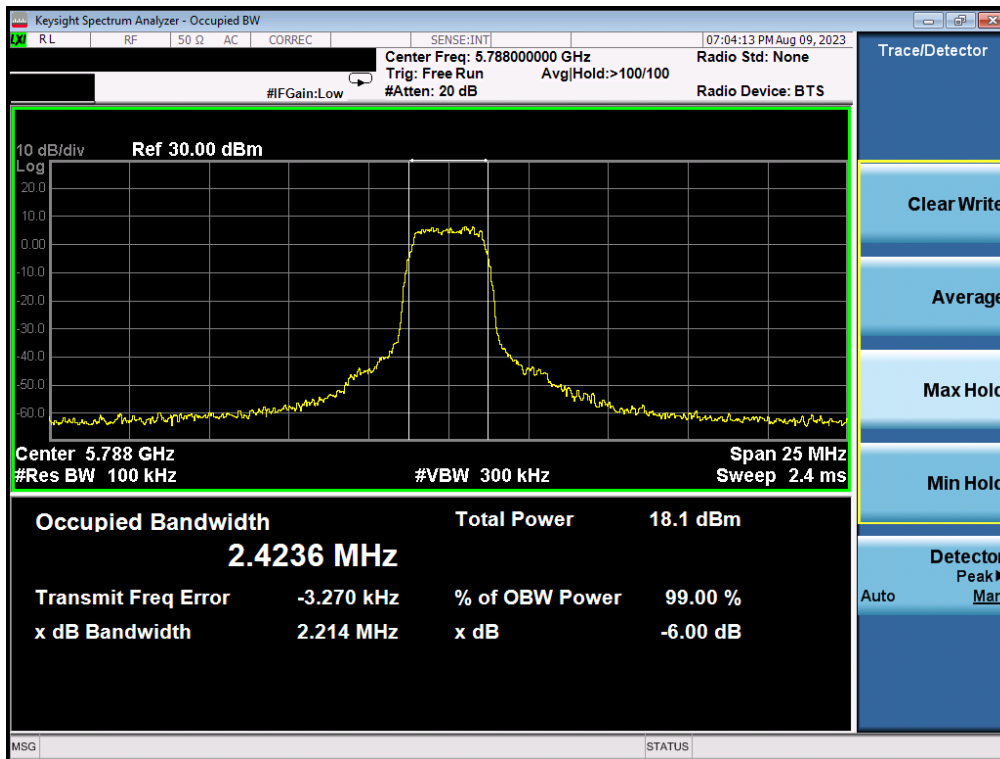 Keysight Spectrum Analyzer - Occupied BW
LXI RL RF 50 Ω AC CORREC SENSE:INT 07:04:13 PM Aug 09, 2023
Center Freq: 5.788000000 GHz Radio Std: None
Trig: Free Run Avg|Hold:>100/100
#IFGain:Low #Atten: 20 dB Radio Device: BTS
10 dB/div Ref 30.00 dBm
Log
20.0
10.0
0.00
-10.0
-20.0
-30.0
-40.0
-50.0
-60.0
Center 5.788 GHz Span 25 MHz
#Res BW 100 kHz #VBW 300 kHz Sweep 2.4 ms
Occupied Bandwidth Total Power 18.1 dBm
2.4236 MHz
Transmit Freq Error -3.270 kHz % of OBW Power 99.00 %
x dB Bandwidth 2.214 MHz x dB -6.00 dB
MSG STATUS
Trace/Detector
Clear Write
Average
Max Hold
Min Hold
Detector
Peak
Auto Man